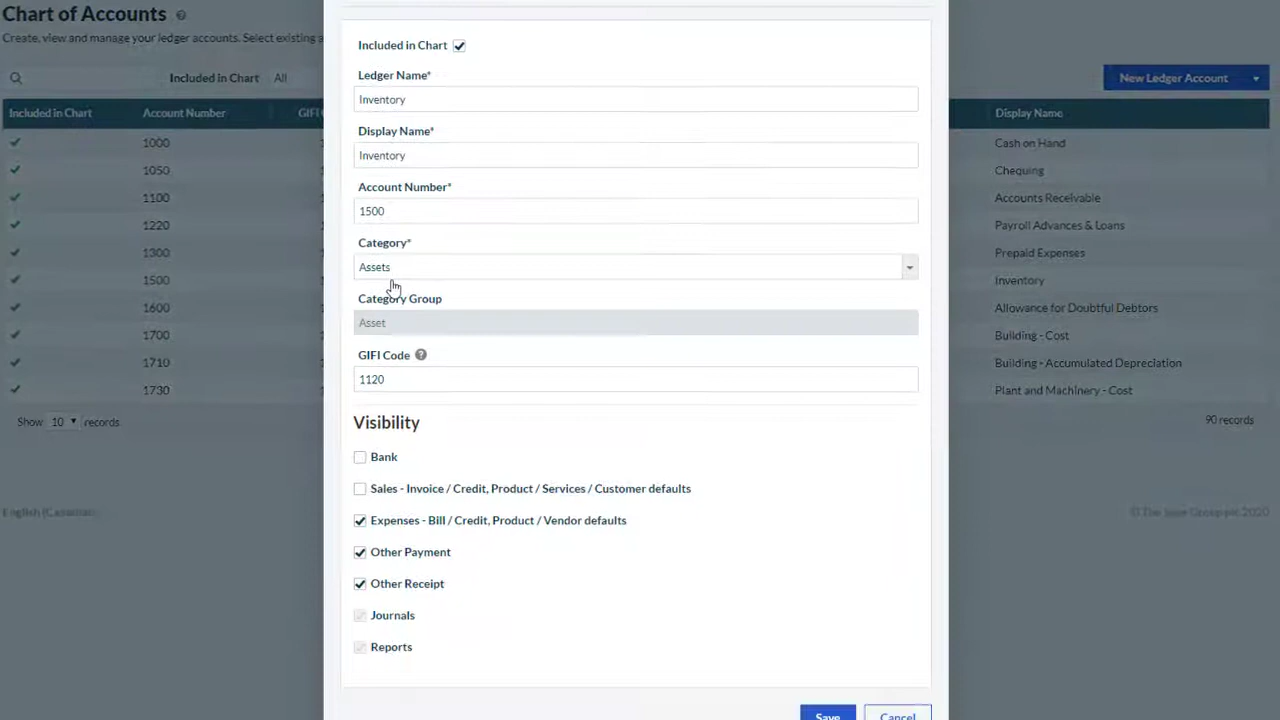 Chart of Accounts
Create, view and manage your ledger accounts. Select existing a
Included in Chart All
New Ledger Account
Included in Chart Account Number GIFI Display Name
1000 Cash on Hand
1050 Chequing
1100 Accounts Receivable
1220 Payroll Advances & Loans
1300 Prepaid Expenses
1500 Inventory
1600 Allowance for Doubtful Debtors
1700 Building - Cost
1710 Building - Accumulated Depreciation
1730 Plant and Machinery - Cost
Show 10 records
90 records
English (Canadian)
© The Sage Group plc 2020
Included in Chart
Ledger Name*
Inventory
Display Name*
Inventory
Account Number*
1500
Category*
Assets
Category Group
Asset
GIFI Code
1120
Visibility
Bank
Sales - Invoice / Credit, Product / Services / Customer defaults
Expenses - Bill / Credit, Product / Vendor defaults
Other Payment
Other Receipt
Journals
Reports
Save Cancel